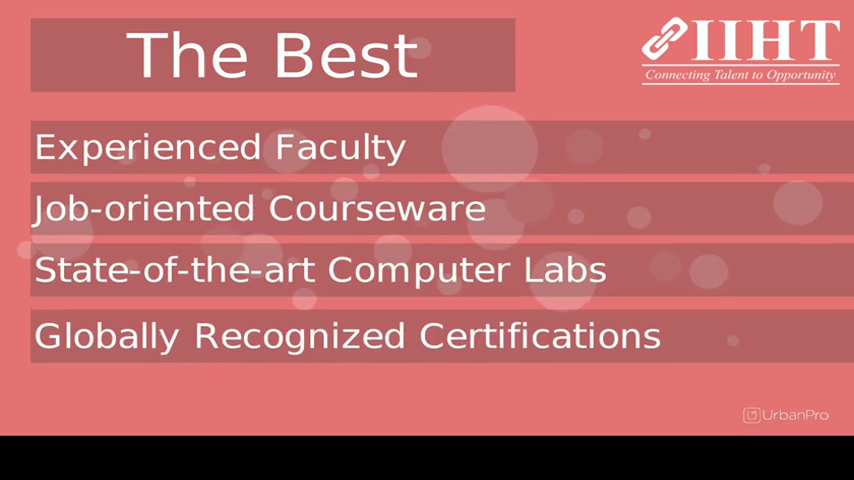 The Best
IIHT
Connecting Talent to Opportunity
Experienced Faculty
Job-oriented Courseware
State-of-the-art Computer Labs
Globally Recognized Certifications
UrbanPro